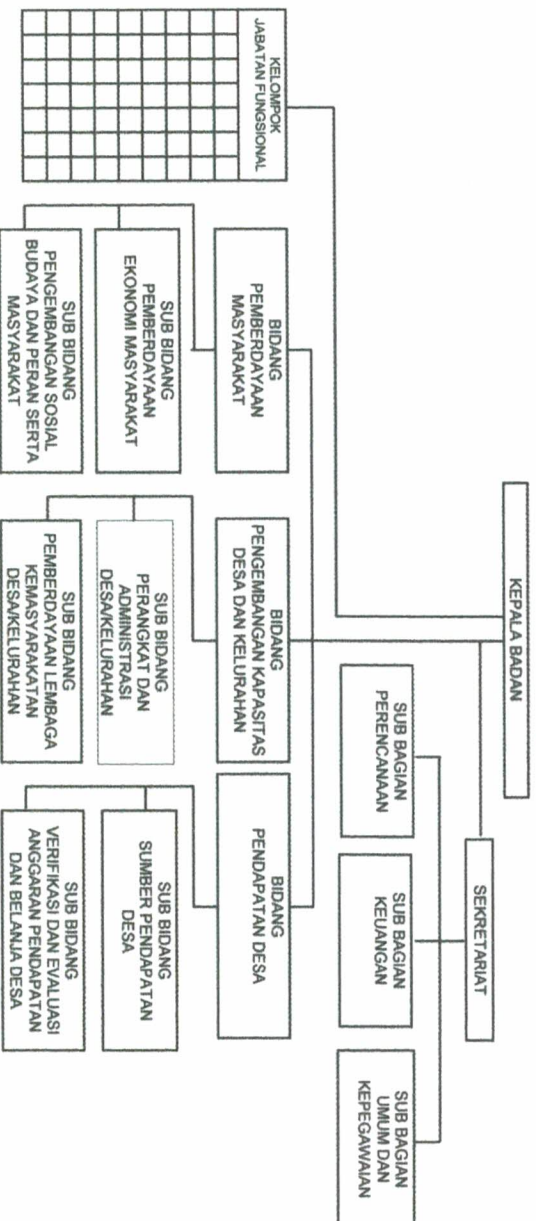 KEPALA BADAN
SEKRETARIAT
SUB BAGIAN
PERENCANAAN
SUB BAGIAN
KEUANGAN
SUB BAGIAN
UMUM DAN
KEPEGAWAIAN
KELOMPOK
JABATAN FUNGSIONAL
BIDANG
PEMBERDAYAAN
MASYARAKAT
SUB BIDANG
PEMBERDAYAAN
EKONOMI MASYARAKAT
SUB BIDANG
PENGEMBANGAN SOSIAL
BUDAYA DAN PERAN SERTA
MASYARAKAT
BIDANG
PENGEMBANGAN KAPASITAS
DESA DAN KELURAHAN
SUB BIDANG
PERANGKAT DAN
ADMINISTRASI
DESA/KELURAHAN
SUB BIDANG
PEMBERDAYAAN LEMBAGA
KEMASYARAKATAN
DESA/KELURAHAN
BIDANG
PENDAPATAN DESA
SUB BIDANG
SUMBER PENDAPATAN
DESA
SUB BIDANG
VERIFIKASI DAN EVALUASI
ANGGARAN PENDAPATAN
DAN BELANJA DESA